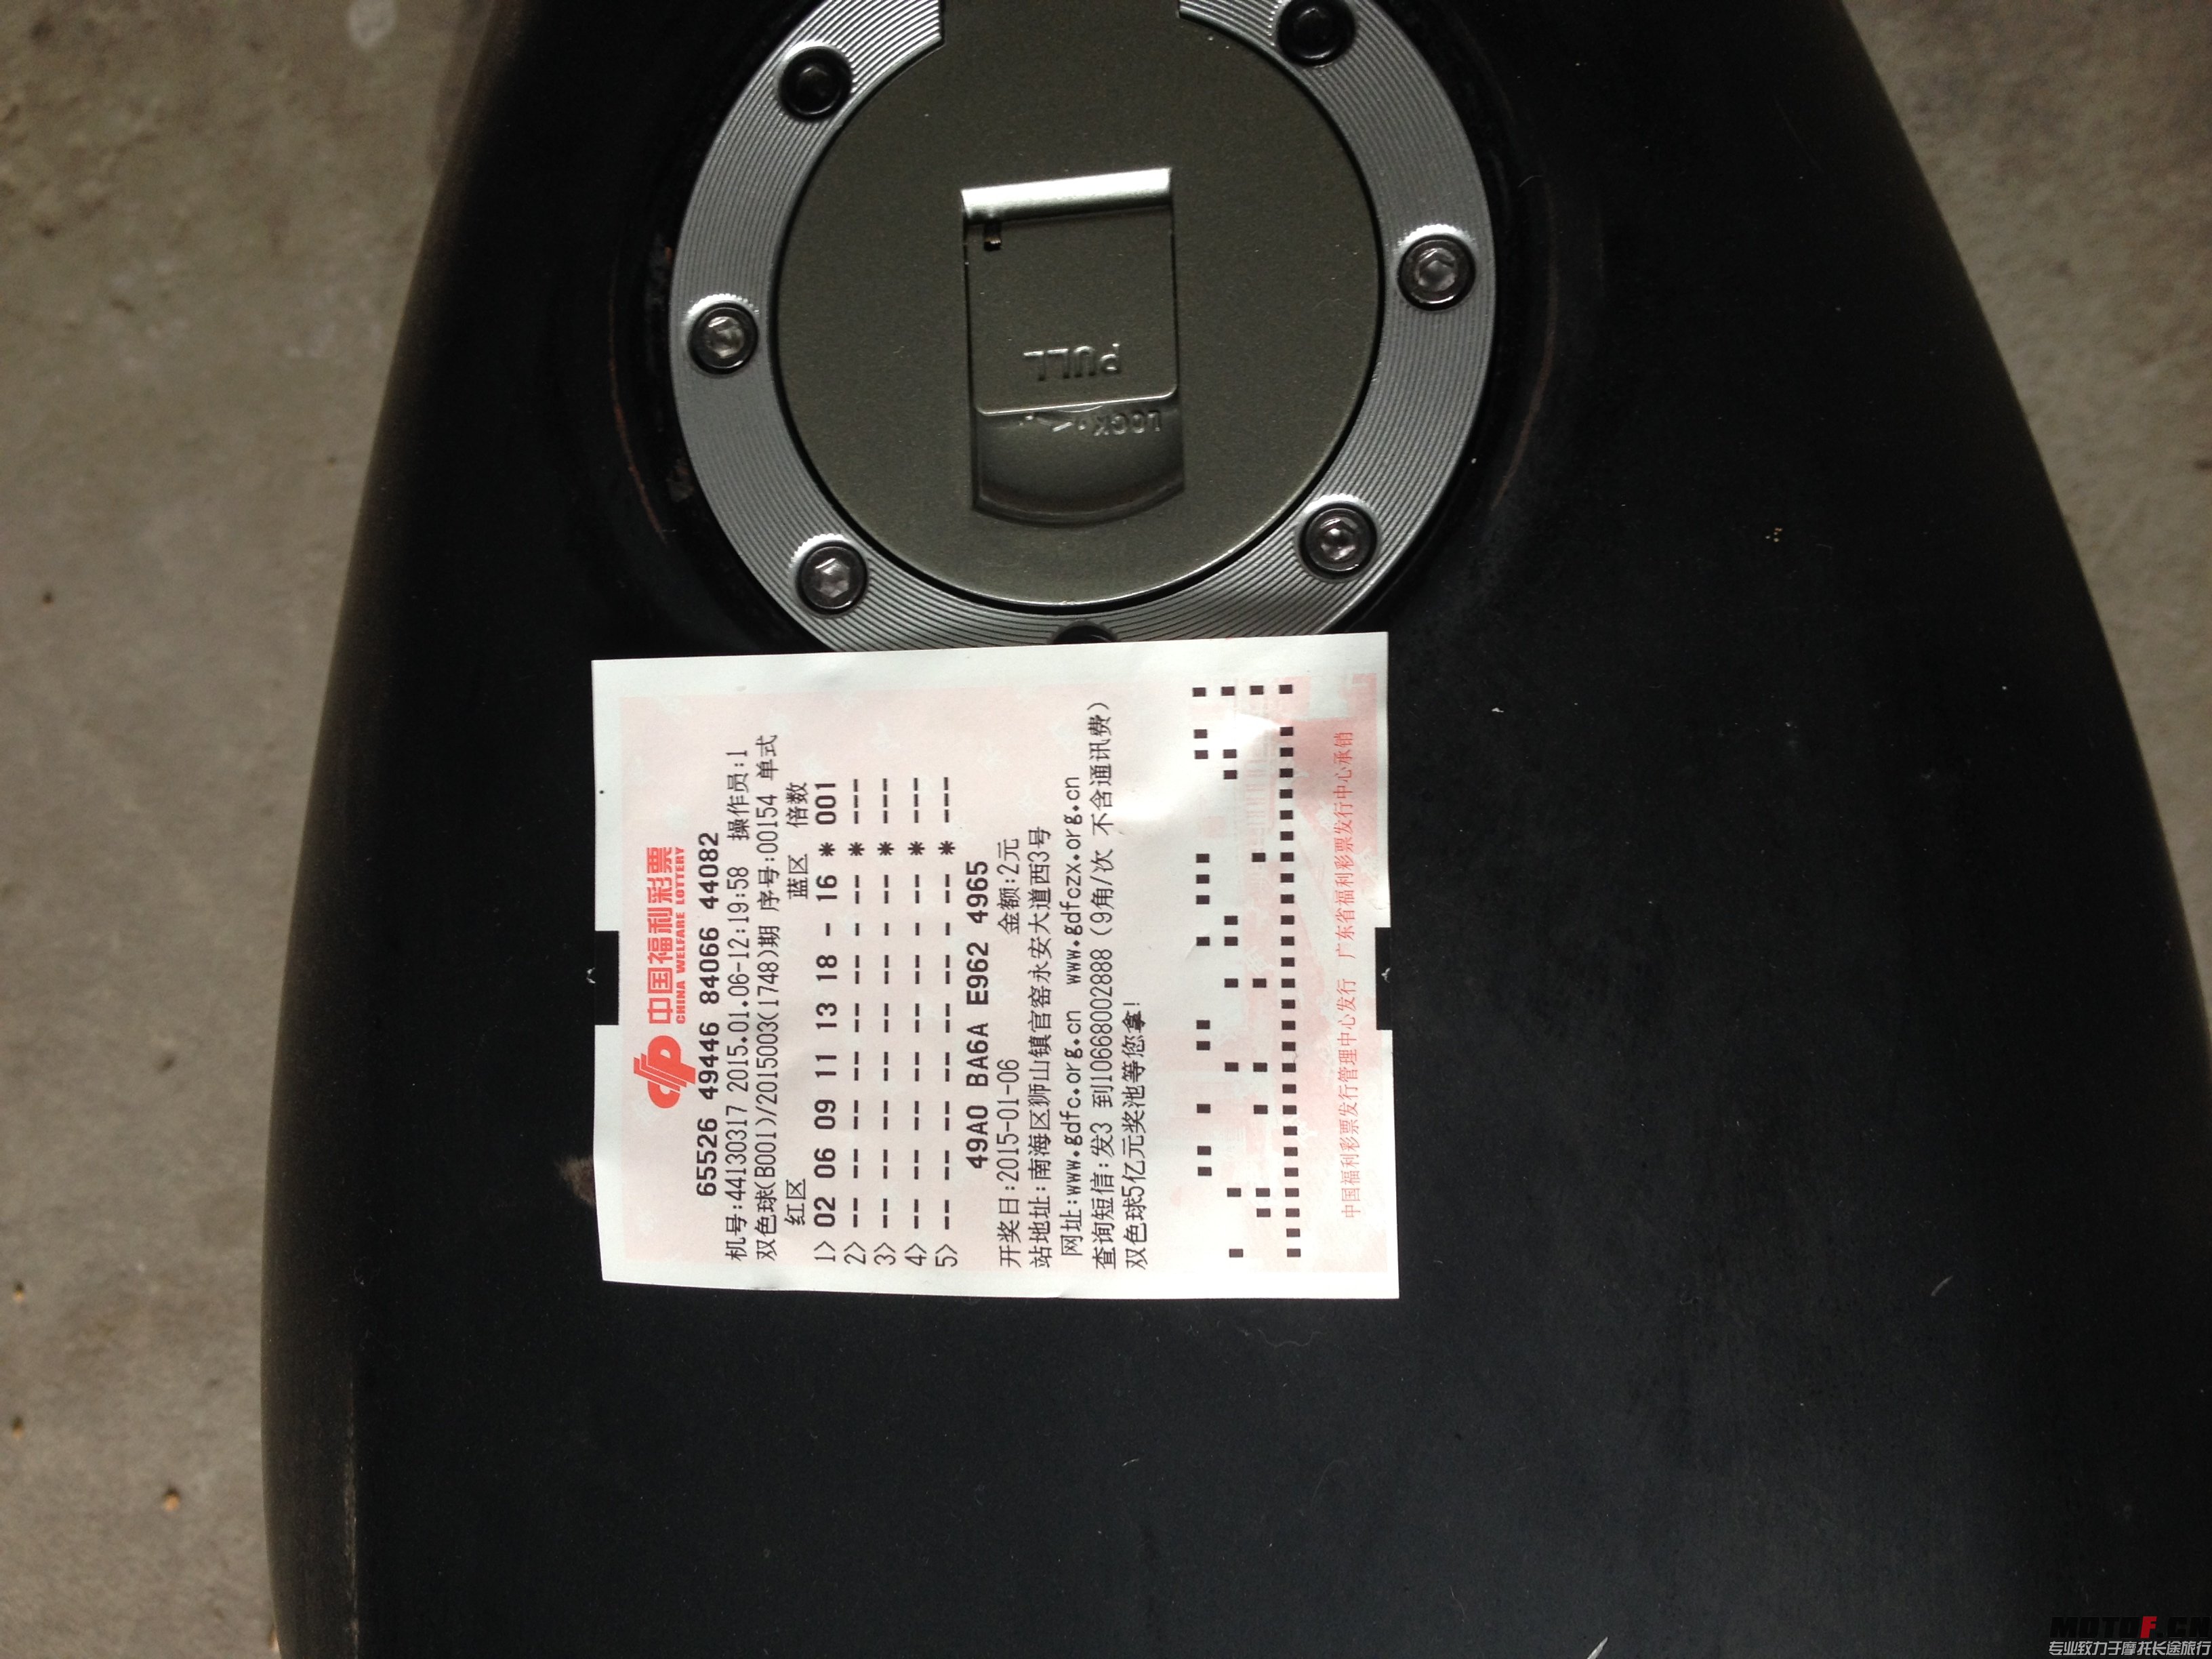 PULL
LOCK
中国福利彩票
CHINA WELFARE LOTTERY
65526 49446 84066 44082
机号:44130317 2015.01.06-12:19:58 操作员:1
双色球(B001)/2015003(1748)期 序号:00154 单式
红区 蓝区 倍数
1> 02 06 09 11 13 18 - 16 * 001
2> -- -- -- -- -- -- - -- * ---
3> -- -- -- -- -- -- - -- * ---
4> -- -- -- -- -- -- - -- * ---
5> -- -- -- -- -- -- - -- * ---
49A0 BA6A E962 4965
开奖日:2015-01-06 金额:2元
站地址:南海区狮山镇官窑永安大道西3号
网址:www.gdfc.org.cn www.gdfczx.org.cn
查询短信:发3 到10668002888 (9角/次 不含通讯费)
双色球5亿元奖池等您拿!
中国福利彩票发行管理中心发行 广东省福利彩票发行中心承销
MOTOF.CN
专业致力于摩托长途旅行